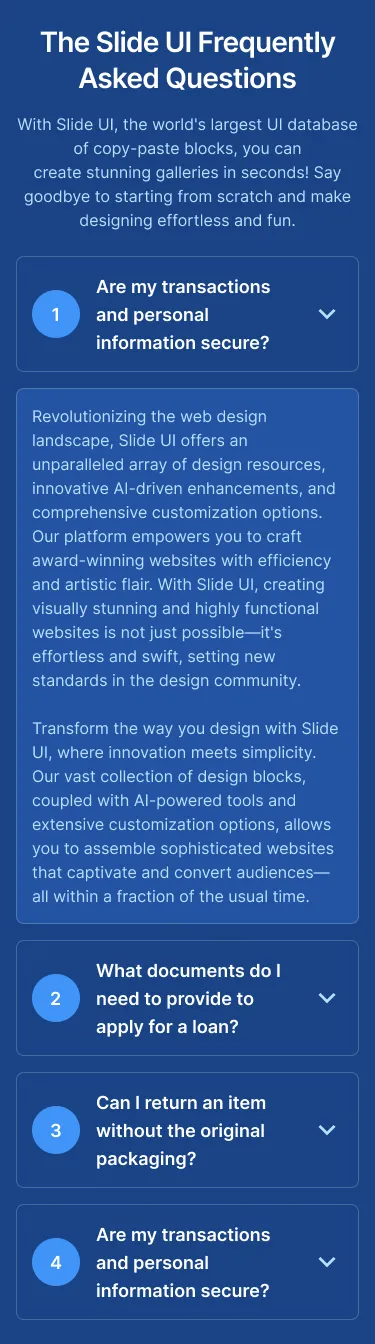 The Slide UI Frequently
Asked Questions
With Slide UI, the world's largest UI database
of copy-paste blocks, you can
create stunning galleries in seconds! Say
goodbye to starting from scratch and make
designing effortless and fun.
1
Are my transactions
and personal
information secure?
Revolutionizing the web design
landscape, Slide UI offers an
unparalleled array of design resources,
innovative AI-driven enhancements, and
comprehensive customization options.
Our platform empowers you to craft
award-winning websites with efficiency
and artistic flair. With Slide UI, creating
visually stunning and highly functional
websites is not just possible—it's
effortless and swift, setting new
standards in the design community.
Transform the way you design with Slide
UI, where innovation meets simplicity.
Our vast collection of design blocks,
coupled with AI-powered tools and
extensive customization options, allows
you to assemble sophisticated websites
that captivate and convert audiences—
all within a fraction of the usual time.
2
What documents do I
need to provide to
apply for a loan?
3
Can I return an item
without the original
packaging?
4
Are my transactions
and personal
information secure?